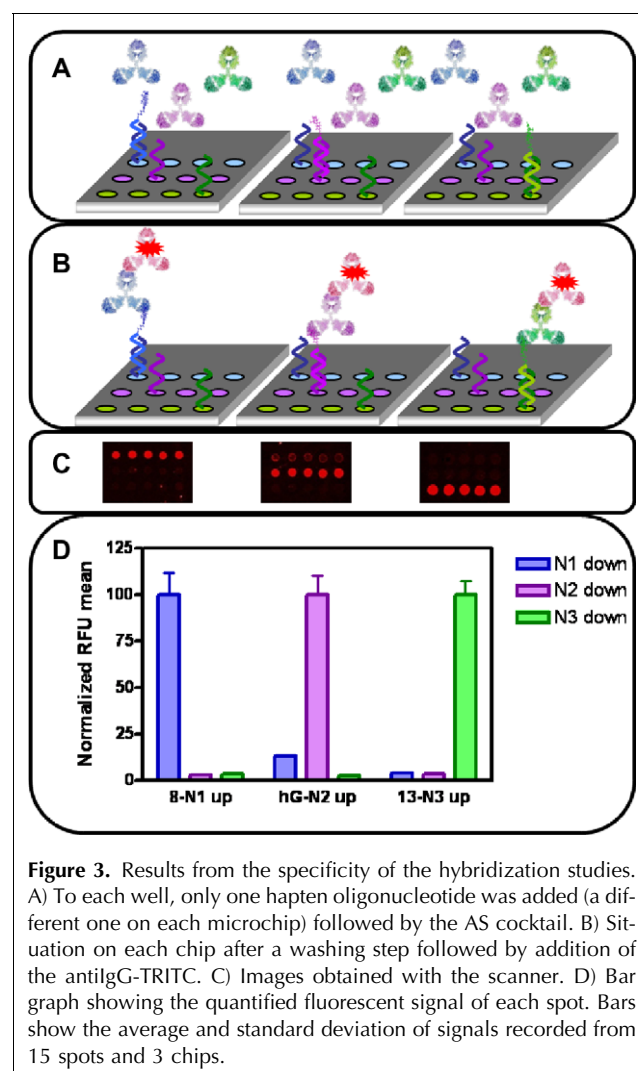 A
B
C
D
125
100
75
50
25
0
Normalized RFU mean
8-N1 up
hG-N2 up
13-N3 up
N1 down
N2 down
N3 down
Figure 3. Results from the specificity of the hybridization studies.
A) To each well, only one hapten oligonucleotide was added (a dif-
ferent one on each microchip) followed by the AS cocktail. B) Sit-
uation on each chip after a washing step followed by addition of
the antiIgG-TRITC. C) Images obtained with the scanner. D) Bar
graph showing the quantified fluorescent signal of each spot. Bars
show the average and standard deviation of signals recorded from
15 spots and 3 chips.